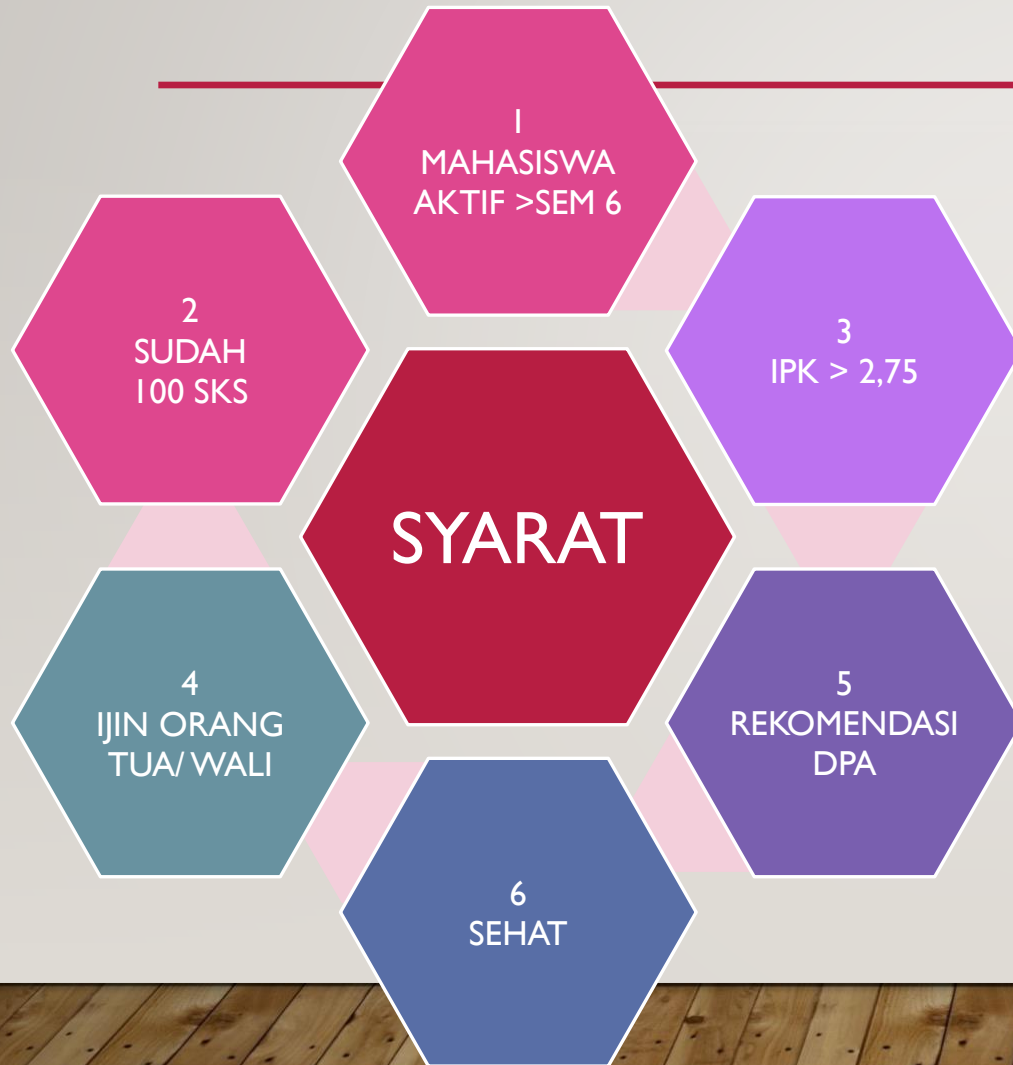 1
MAHASISWA
AKTIF >SEM 6
2
SUDAH
100 SKS
3
IPK > 2,75
SYARAT
4
IJIN ORANG
TUA/ WALI
5
REKOMENDASI
DPA
6
SEHAT